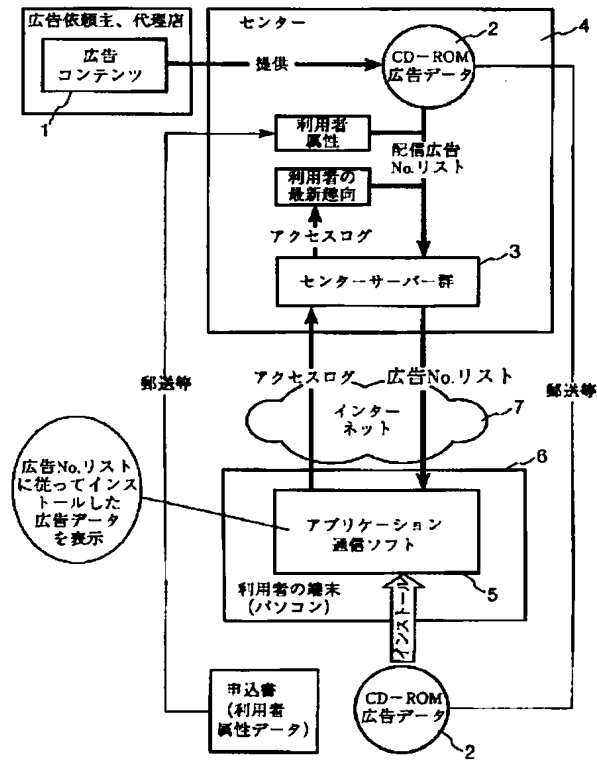 広告依頼主、代理店
広告
コンテンツ
1
センター
4
提供
2
CD-ROM
広告データ
利用者
属性
配信広告
No.リスト
利用者の
最新趣向
アクセスログ
3
センターサーバー群
郵送等
アクセスログ
広告No.リスト
郵送等
インター
ネット
7
6
広告No.リスト
に従ってインス
トールした
広告データ
を表示
アプリケーション
通信ソフト
5
利用者の端末
(パソコン)
インストール
申込書
(利用者
属性データ)
CD-ROM
広告データ
2